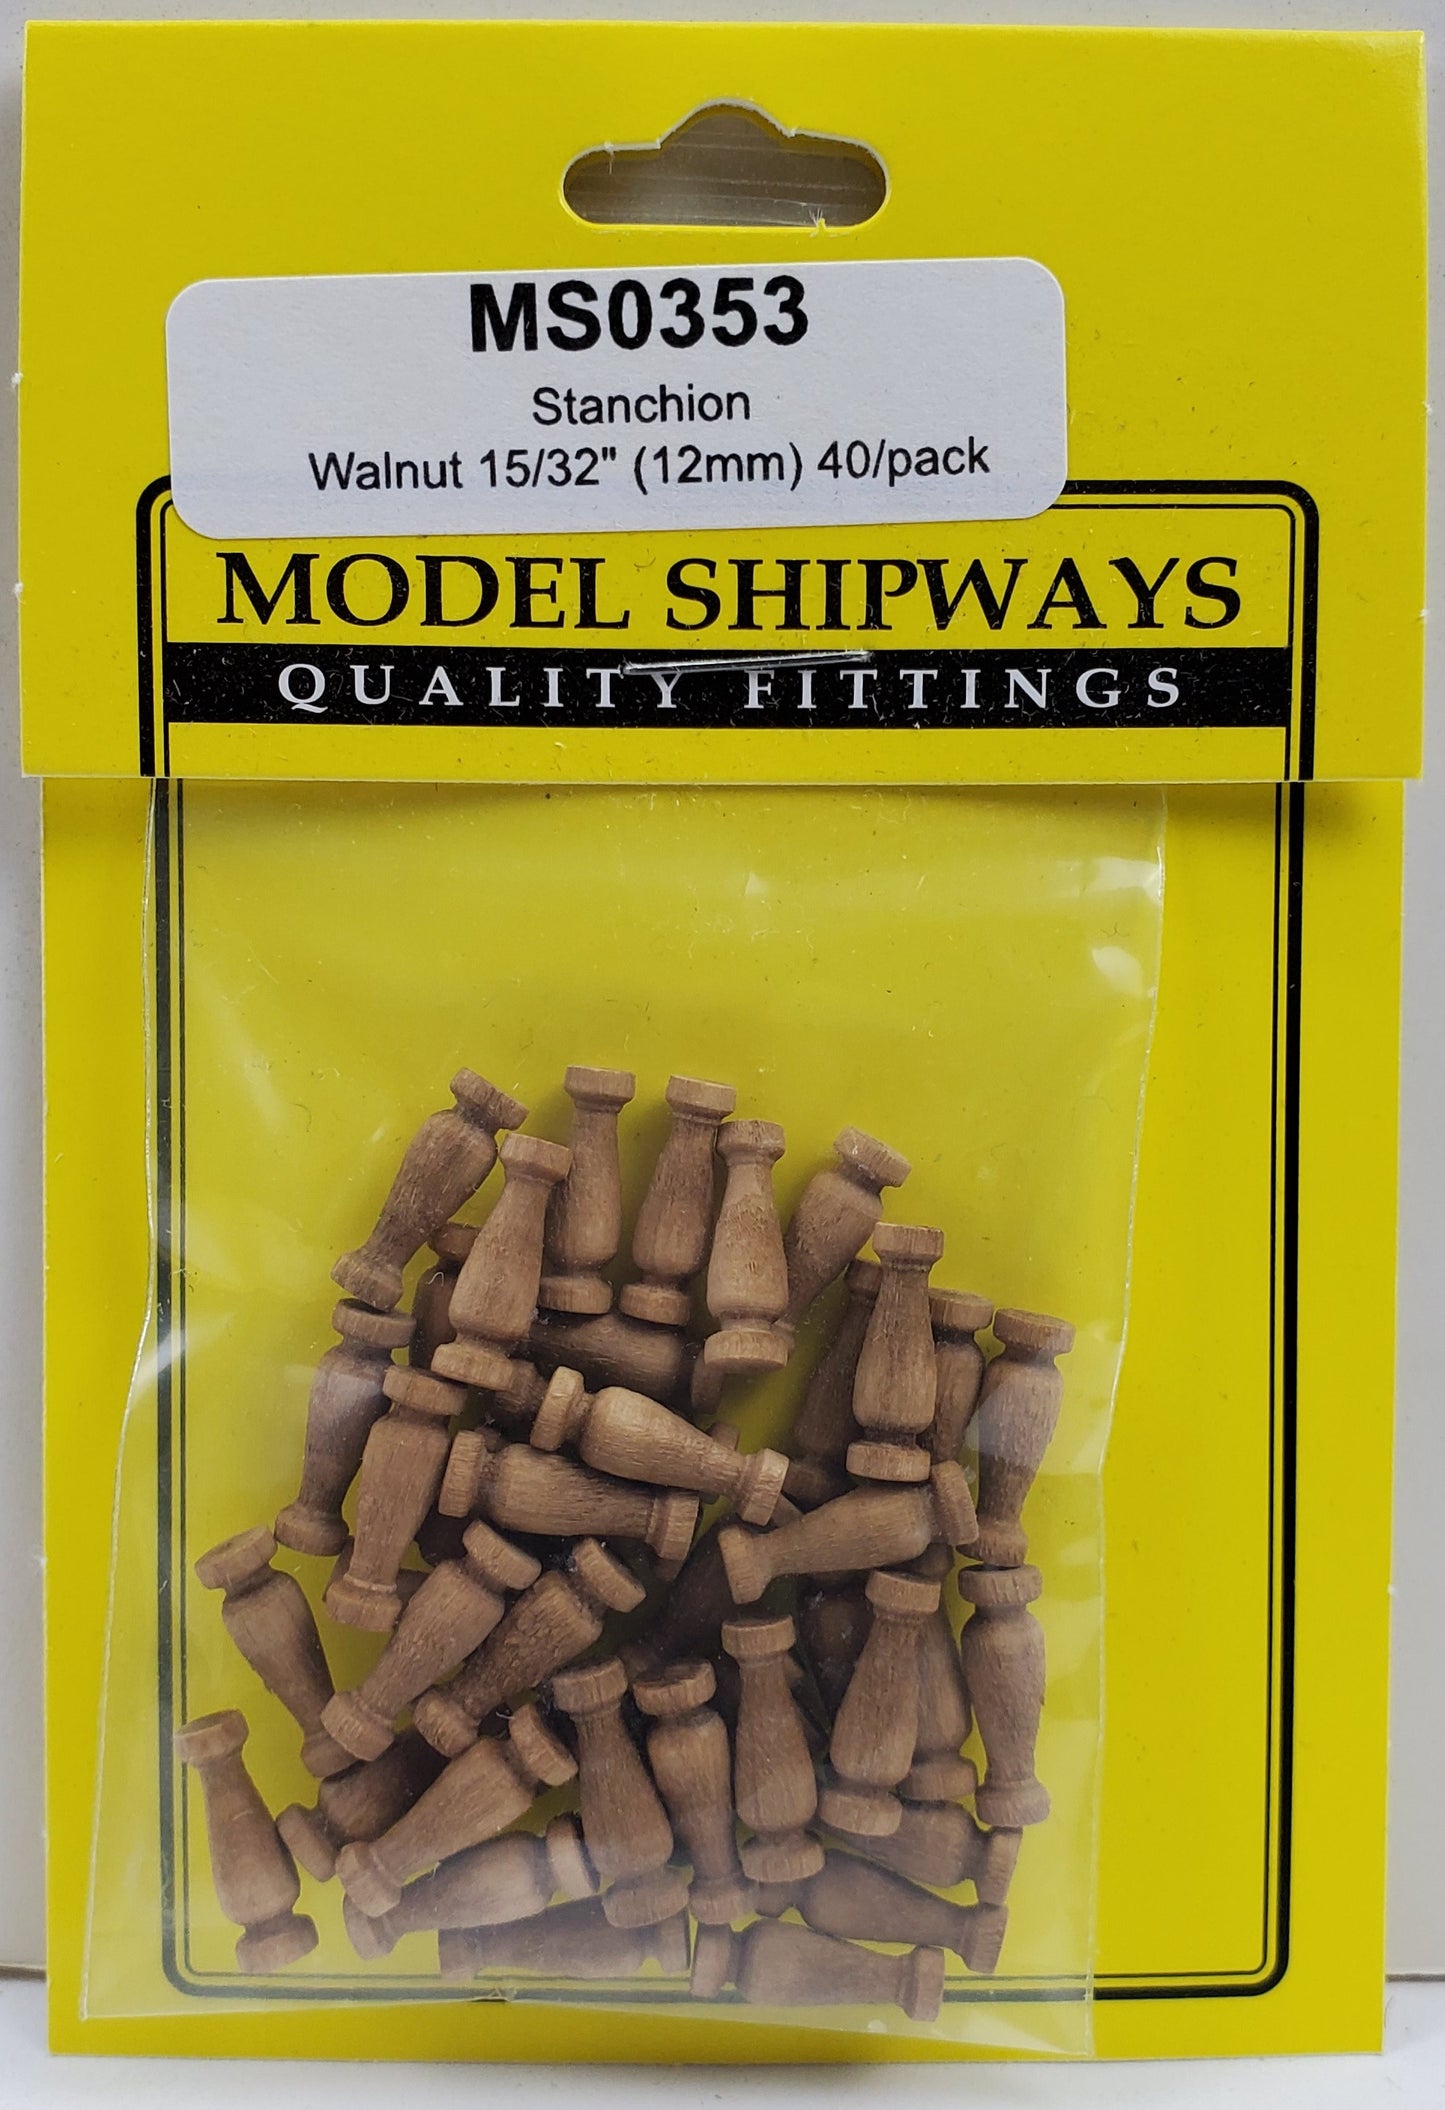 MS0353
Stanchion
Walnut 15/32" (12mm) 40/pack
MODEL SHIPWAYS
QUALITY FITTINGS